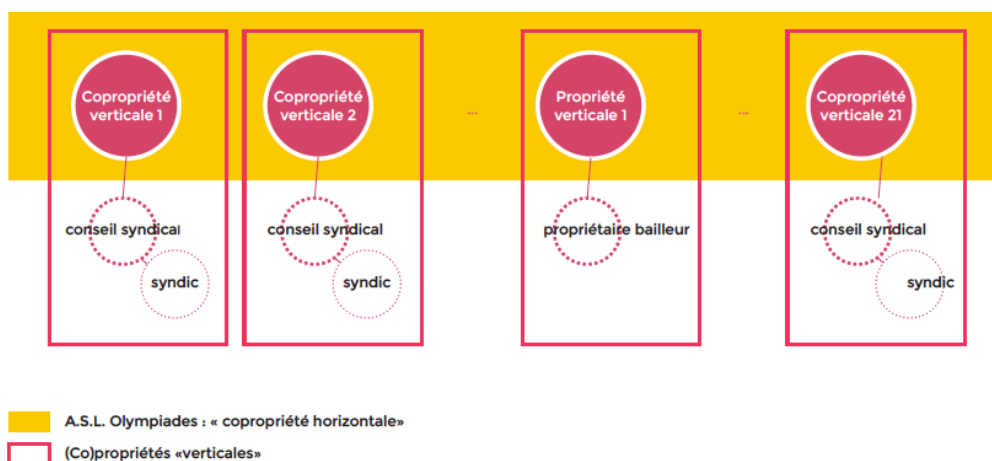 Copropriété
verticale 1
Copropriété
verticale 2
...
Propriété
verticale 1
...
Copropriété
verticale 21
conseil syndical
conseil syndical
propriétaire bailleur
conseil syndical
syndic
syndic
syndic
A.S.L. Olympiades : « copropriété horizontale»
(Co)propriétés «verticales»